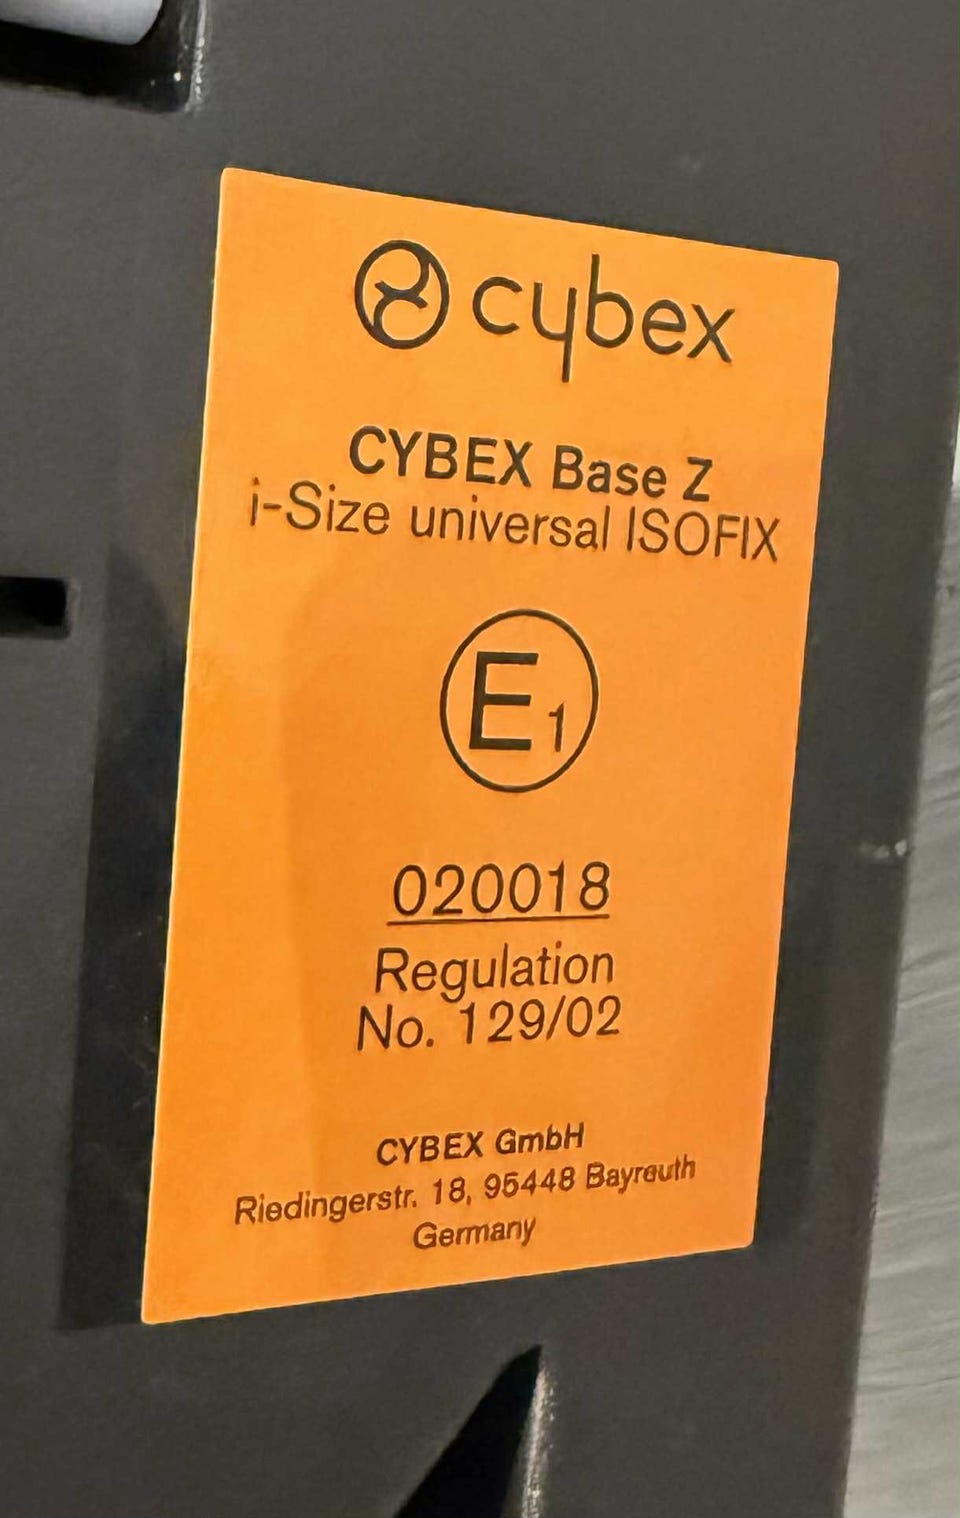 cybex
CYBEX Base Z
i-Size universal ISOFIX
E1
020018
Regulation
No. 129/02
CYBEX GmbH
Riedingerstr. 18, 95448 Bayreuth
Germany